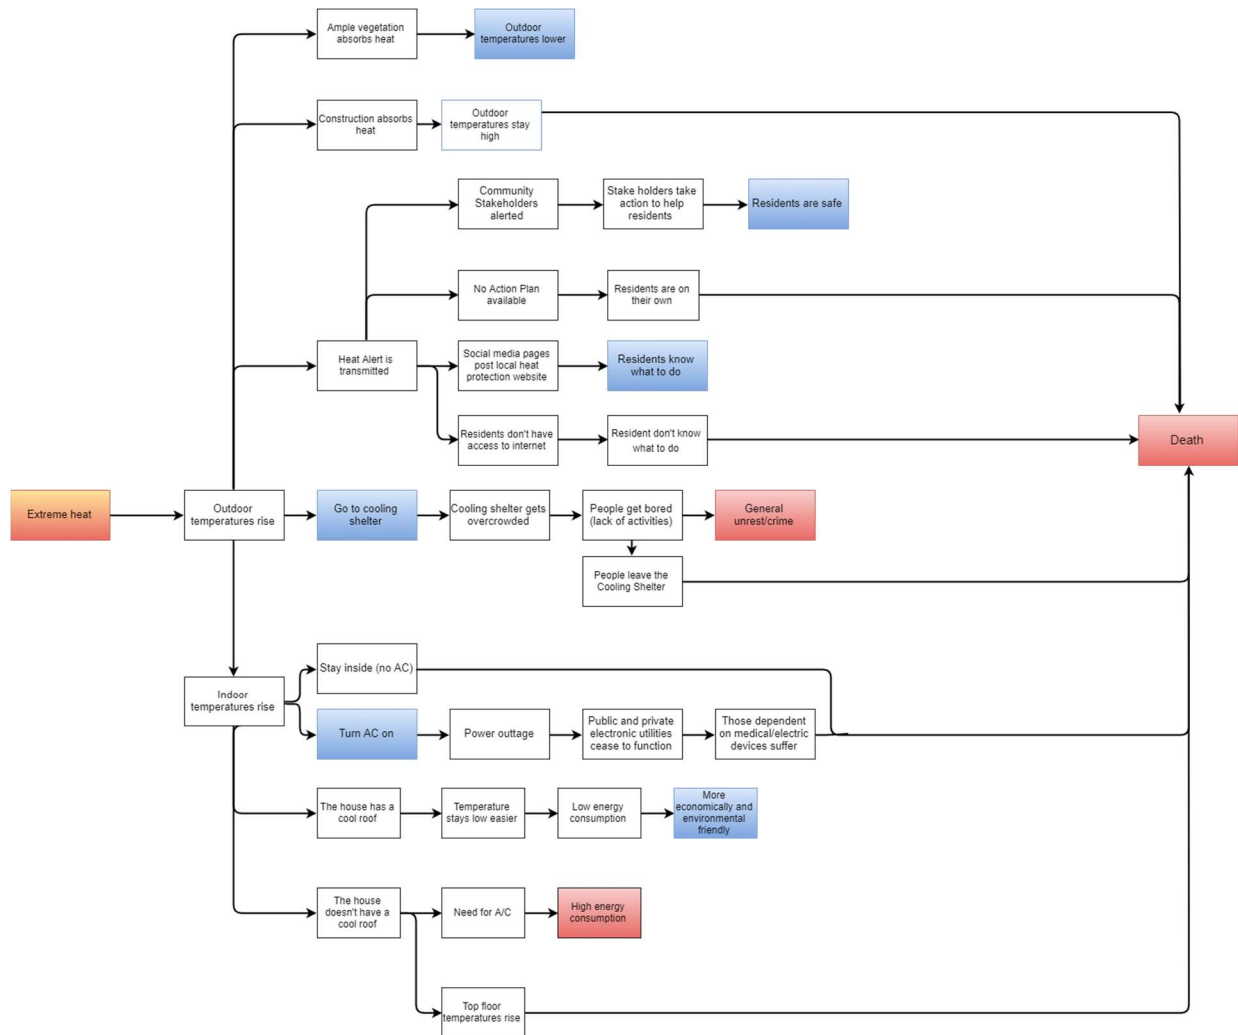 Ample vegetation
absorbs heat
Outdoor
temperatures lower
Construction absorbs
heat
Outdoor
temperatures stay
high
Community
Stakeholders
alerted
Stake holders take
action to help
residents
Residents are safe
No Action Plan
available
Residents are on
their own
Heat Alert is
transmitted
Social media pages
post local heat
protection website
Residents know
what to do
Residents don't have
access to internet
Resident don't know
what to do
Death
Extreme heat
Outdoor
temperatures rise
Go to cooling
shelter
Cooling shelter gets
overcrowded
People get bored
(lack of activities)
General
unrest/crime
People leave the
Cooling Shelter
Stay inside (no AC)
Indoor
temperatures rise
Turn AC on
Power outtage
Public and private
electronic utilities
cease to function
Those dependent
on medical/electric
devices suffer
The house has a
cool roof
Temperature
stays low easier
Low energy
consumption
More
economically and
environmental
friendly
The house
doesn't have a
cool roof
Need for A/C
High energy
consumption
Top floor
temperatures rise